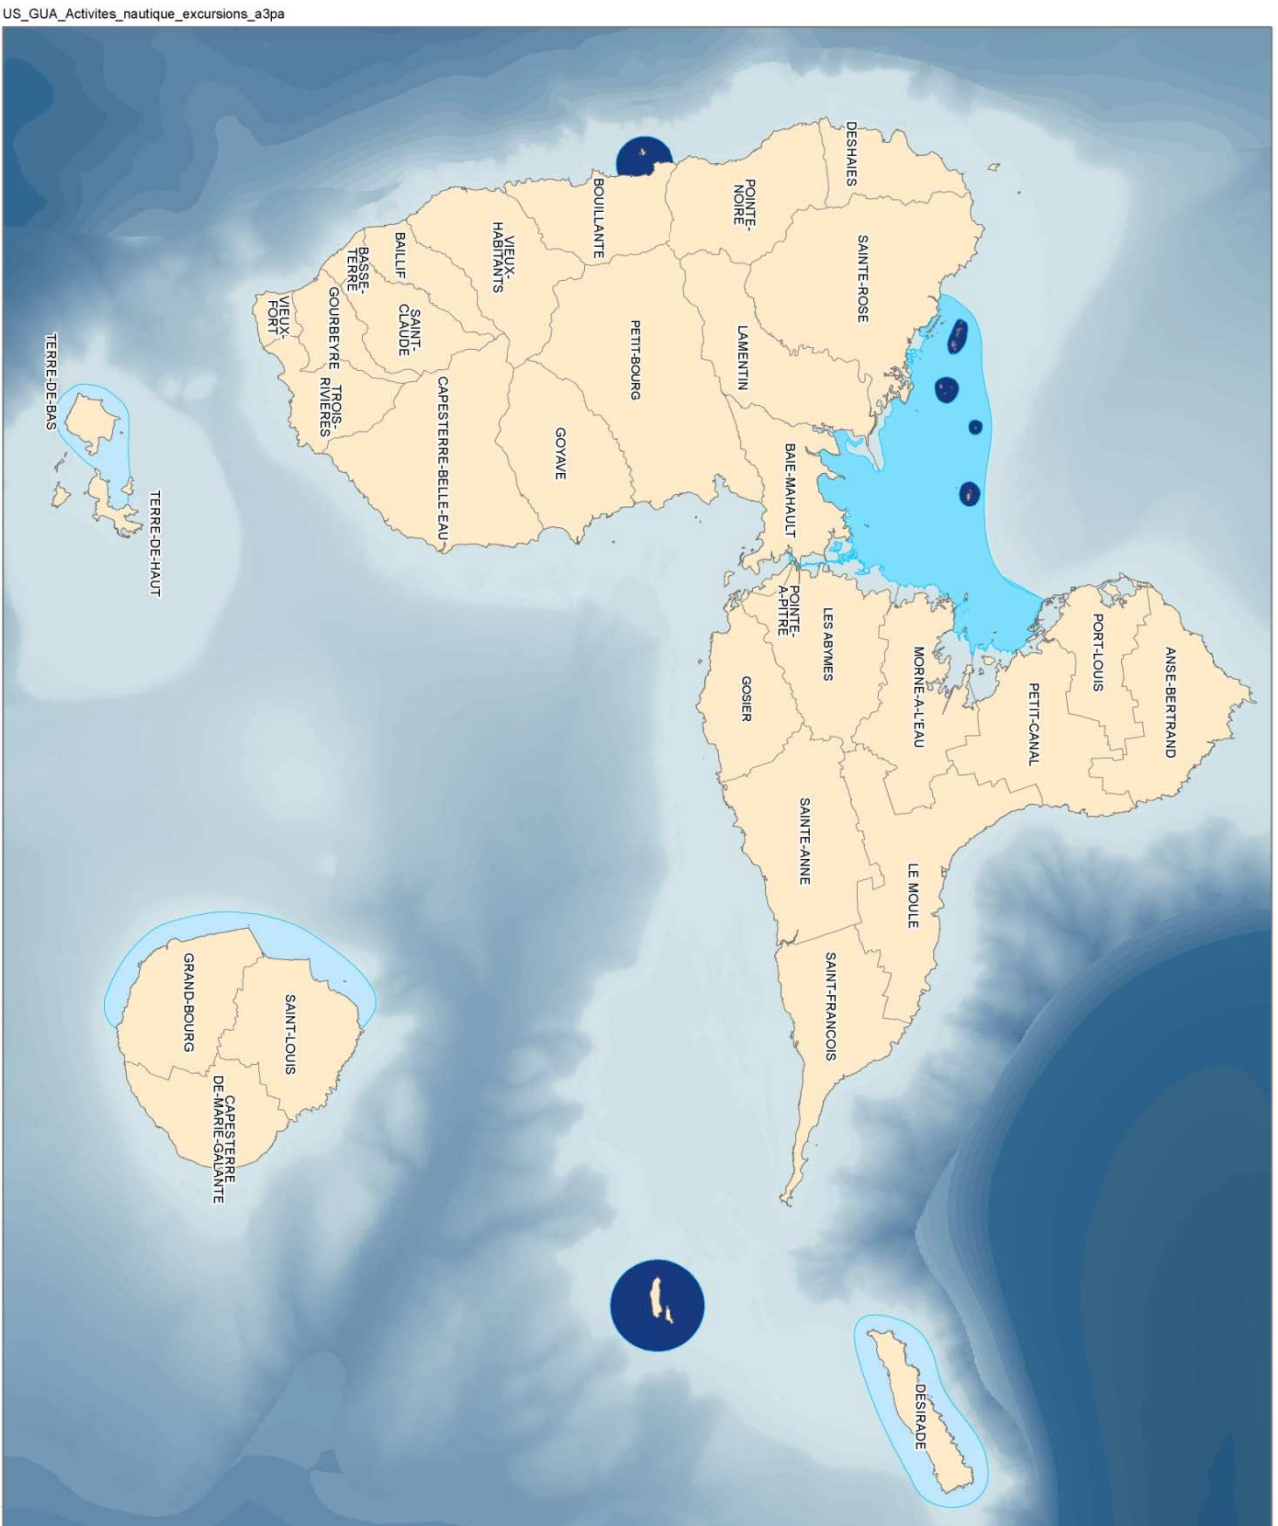 US_GUA_Activites_nautique_excursions_a3pa
ANSE-BERTRAND
PORT-LOUIS
PETIT-CANAL
MORNE-A-L'EAU
LE MOULE
LES ABYMES
POINTE-
A-PITRE
GOSIER
SAINTE-ANNE
SAINT-FRANCOIS
DESIRADE
DESHAIES
SAINTE-ROSE
POINTE-
NOIRE
LAMENTIN
BAIE-MAHAULT
BOUILLANTE
PETIT-BOURG
GOYAVE
VIEUX-
HABITANTS
CAPESTERRE-BELLE-EAU
BAILLIF
SAINT-
CLAUDE
BASSE-
TERRE
GOURBEYRE
TROIS-
RIVIERES
VIEUX-
FORT
TERRE-DE-HAUT
TERRE-DE-BAS
SAINT-LOUIS
GRAND-BOURG
CAPESTERRE
DE-MARIE-GALANTE